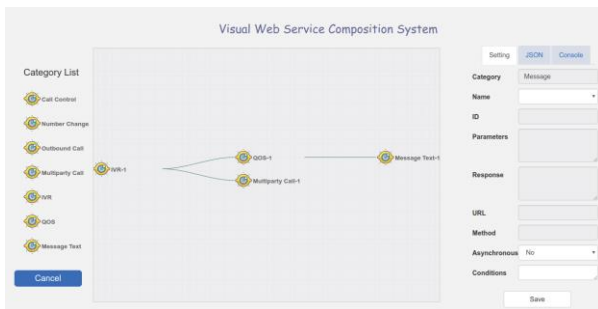 Visual Web Service Composition System
Category List
Call Control
Number Change
Outbound Call
Multiparty Call
IVR
QOS
Message Text
Cancel
IVR-1
QOS-1
Multiparty Call-1
Message Text-1
Setting JSON Console
Category Message
Name
ID
Parameters
Response
URL
Method
Asynchronous No
Conditions
Save